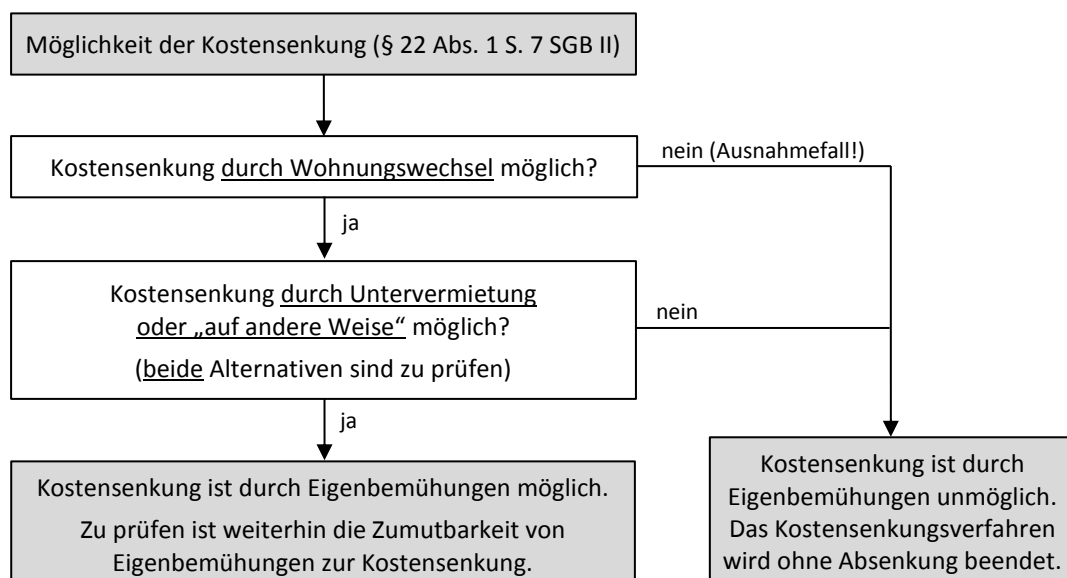 Möglichkeit der Kostensenkung (§ 22 Abs. 1 S. 7 SGB II)
Kostensenkung durch Wohnungswechsel möglich?
nein (Ausnahmefall!)
ja
Kostensenkung durch Untervermietung
oder „auf andere Weise“ möglich?
(beide Alternativen sind zu prüfen)
nein
ja
Kostensenkung ist durch Eigenbemühungen möglich.
Zu prüfen ist weiterhin die Zumutbarkeit von
Eigenbemühungen zur Kostensenkung.
Kostensenkung ist durch
Eigenbemühungen unmöglich.
Das Kostensenkungsverfahren
wird ohne Absenkung beendet.